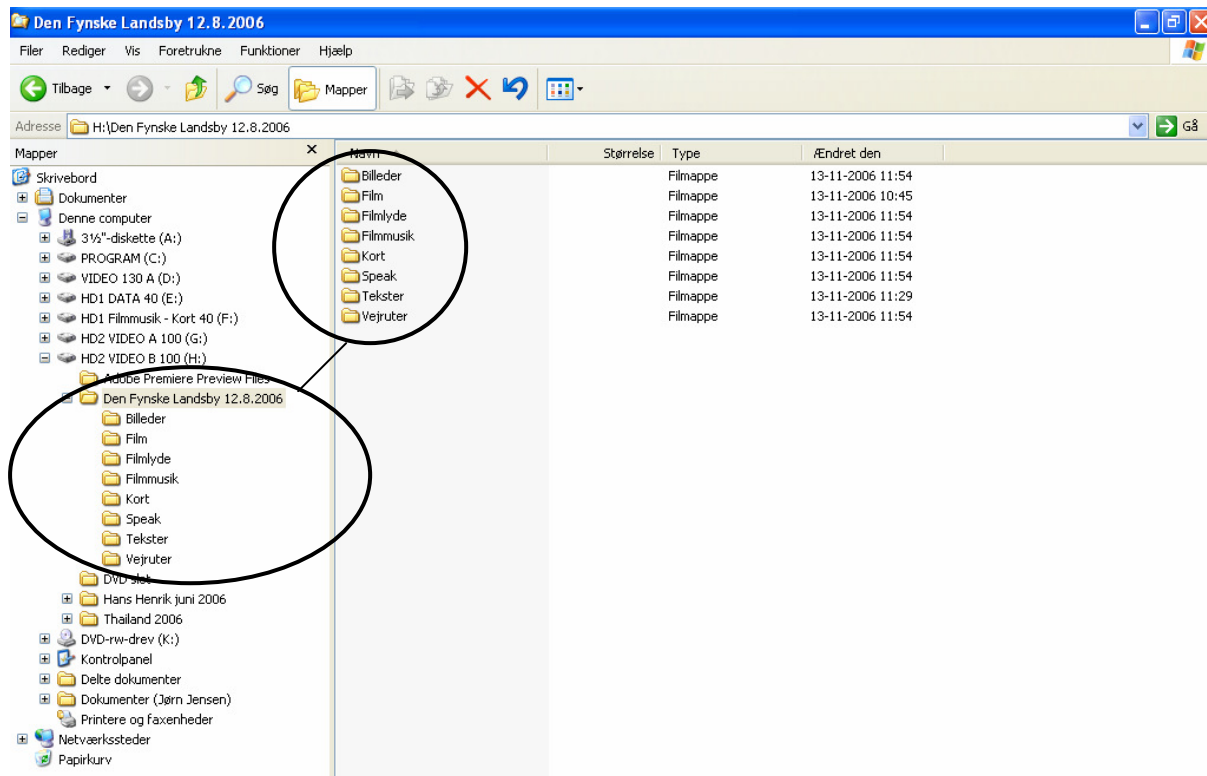 Den Fynske Landsby 12.8.2006
Filer Rediger Vis Foretrukne Funktioner Hjælp
Tilbage Søg Mapper
Adresse H:\Den Fynske Landsby 12.8.2006 Gå
Mapper
Skrivebord
Dokumenter
Denne computer
3½"-diskette (A:)
PROGRAM (C:)
VIDEO 130 A (D:)
HD1 DATA 40 (E:)
HD1 Filmmusik - Kort 40 (F:)
HD2 VIDEO A 100 (G:)
HD2 VIDEO B 100 (H:)
Adobe Premiere Preview Files
Den Fynske Landsby 12.8.2006
Billeder
Film
Filmlyde
Filmmusik
Kort
Speak
Tekster
Vejruter
DVD slot
Hans Henrik juni 2006
Thailand 2006
DVD-rw-drev (K:)
Kontrolpanel
Delte dokumenter
Dokumenter (Jørn Jensen)
Printere og faxenheder
Netværkssteder
Papirkurv
Navn Størrelse Type Ændret den
Billeder Filmappe 13-11-2006 11:54
Film Filmappe 13-11-2006 10:45
Filmlyde Filmappe 13-11-2006 11:54
Filmmusik Filmappe 13-11-2006 11:54
Kort Filmappe 13-11-2006 11:54
Speak Filmappe 13-11-2006 11:54
Tekster Filmappe 13-11-2006 11:29
Vejruter Filmappe 13-11-2006 11:54